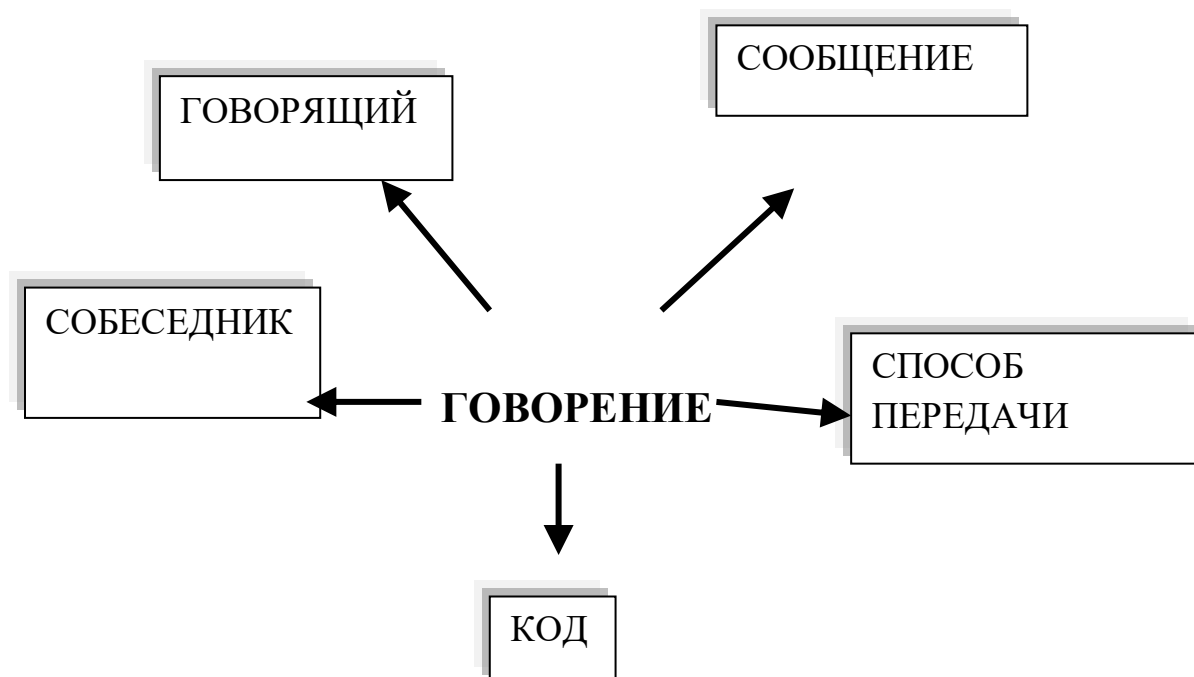 СООБЩЕНИЕ
ГОВОРЯЩИЙ
СОБЕСЕДНИК
СПОСОБ
ПЕРЕДАЧИ
ГОВОРЕНИЕ
КОД